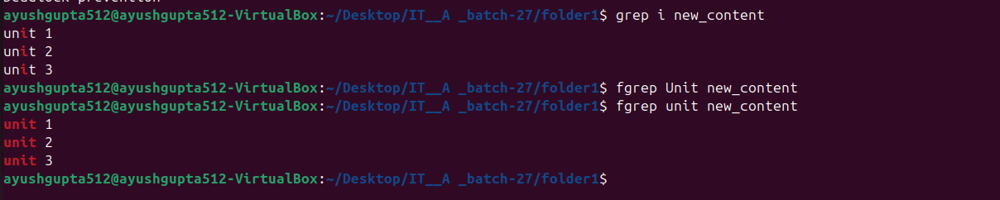 Deadlock prevention
ayushgupta512@ayushgupta512-VirtualBox:~/Desktop/IT__A _batch-27/folder1$ grep i new_content
unit 1
unit 2
unit 3
ayushgupta512@ayushgupta512-VirtualBox:~/Desktop/IT__A _batch-27/folder1$ fgrep Unit new_content
ayushgupta512@ayushgupta512-VirtualBox:~/Desktop/IT__A _batch-27/folder1$ fgrep unit new_content
unit 1
unit 2
unit 3
ayushgupta512@ayushgupta512-VirtualBox:~/Desktop/IT__A _batch-27/folder1$